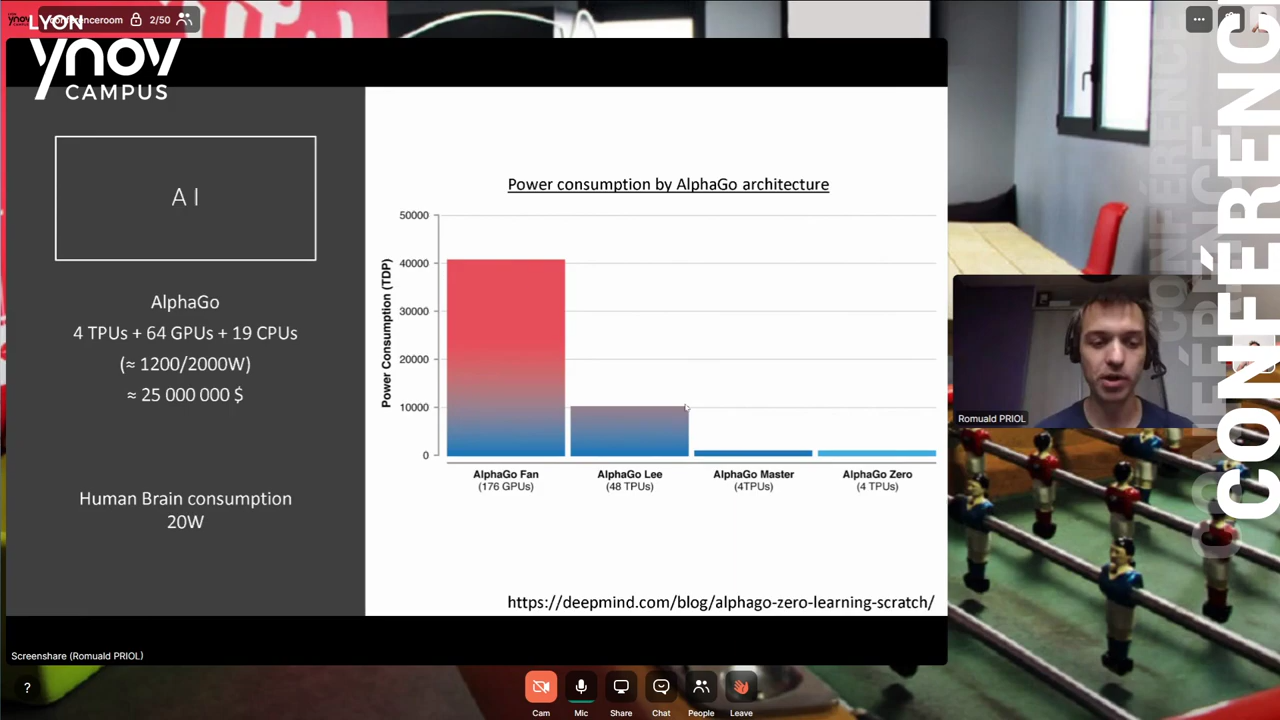 LYON
conferenceroom 2/50
ynov
CAMPUS
A I
AlphaGo
4 TPUs + 64 GPUs + 19 CPUs
(≈ 1200/2000W)
≈ 25 000 000 $
Human Brain consumption
20W
Power consumption by AlphaGo architecture
Power Consumption (TDP)
50000
40000
30000
20000
10000
0
AlphaGo Fan
(176 GPUs)
AlphaGo Lee
(48 TPUs)
AlphaGo Master
(4TPUs)
AlphaGo Zero
(4 TPUs)
https://deepmind.com/blog/alphago-zero-learning-scratch/
Romuald PRIOL
CONFÉRENC
CONFÉRENCE
CONFÉRENCE
Screenshare (Romuald PRIOL)
?
Cam
Mic
Share
Chat
People
Leave